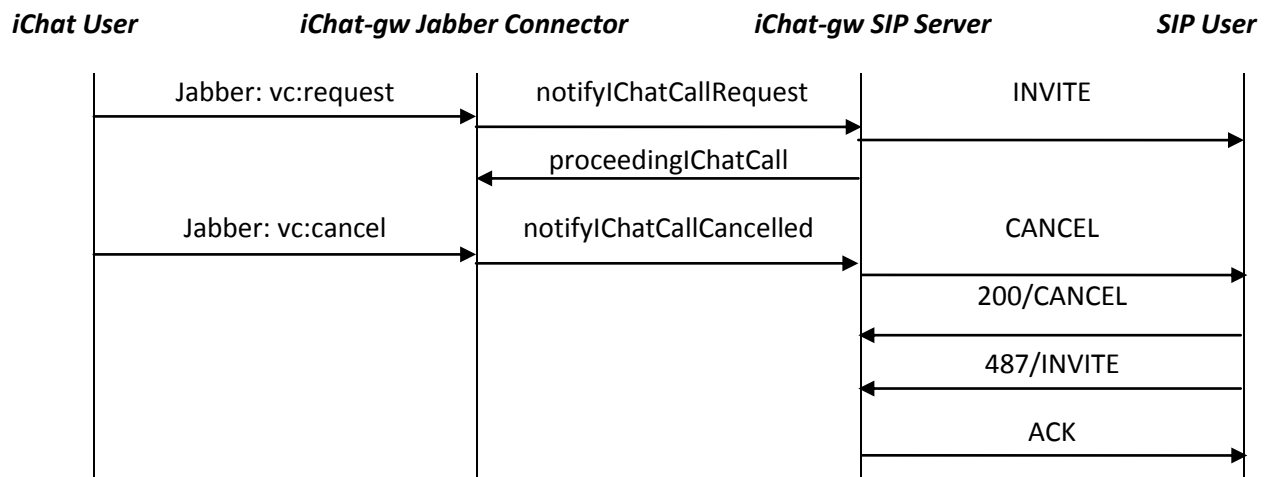 iChat User iChat-gw Jabber Connector iChat-gw SIP Server SIP User
Jabber: vc:request notifyIChatCallRequest INVITE
proceedingIChatCall
Jabber: vc:cancel notifyIChatCallCancelled CANCEL
200/CANCEL
487/INVITE
ACK